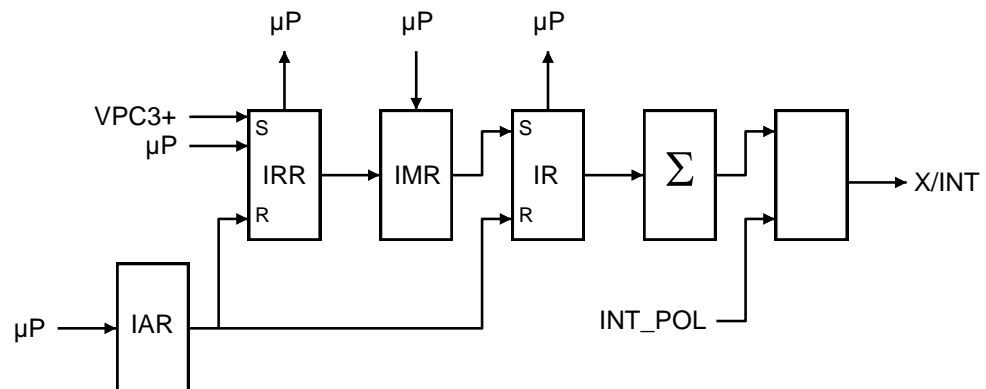 µP
µP
µP
VPC3+
µP
S
IRR
R
IMR
S
IR
R
Σ
X/INT
µP
IAR
INT_POL